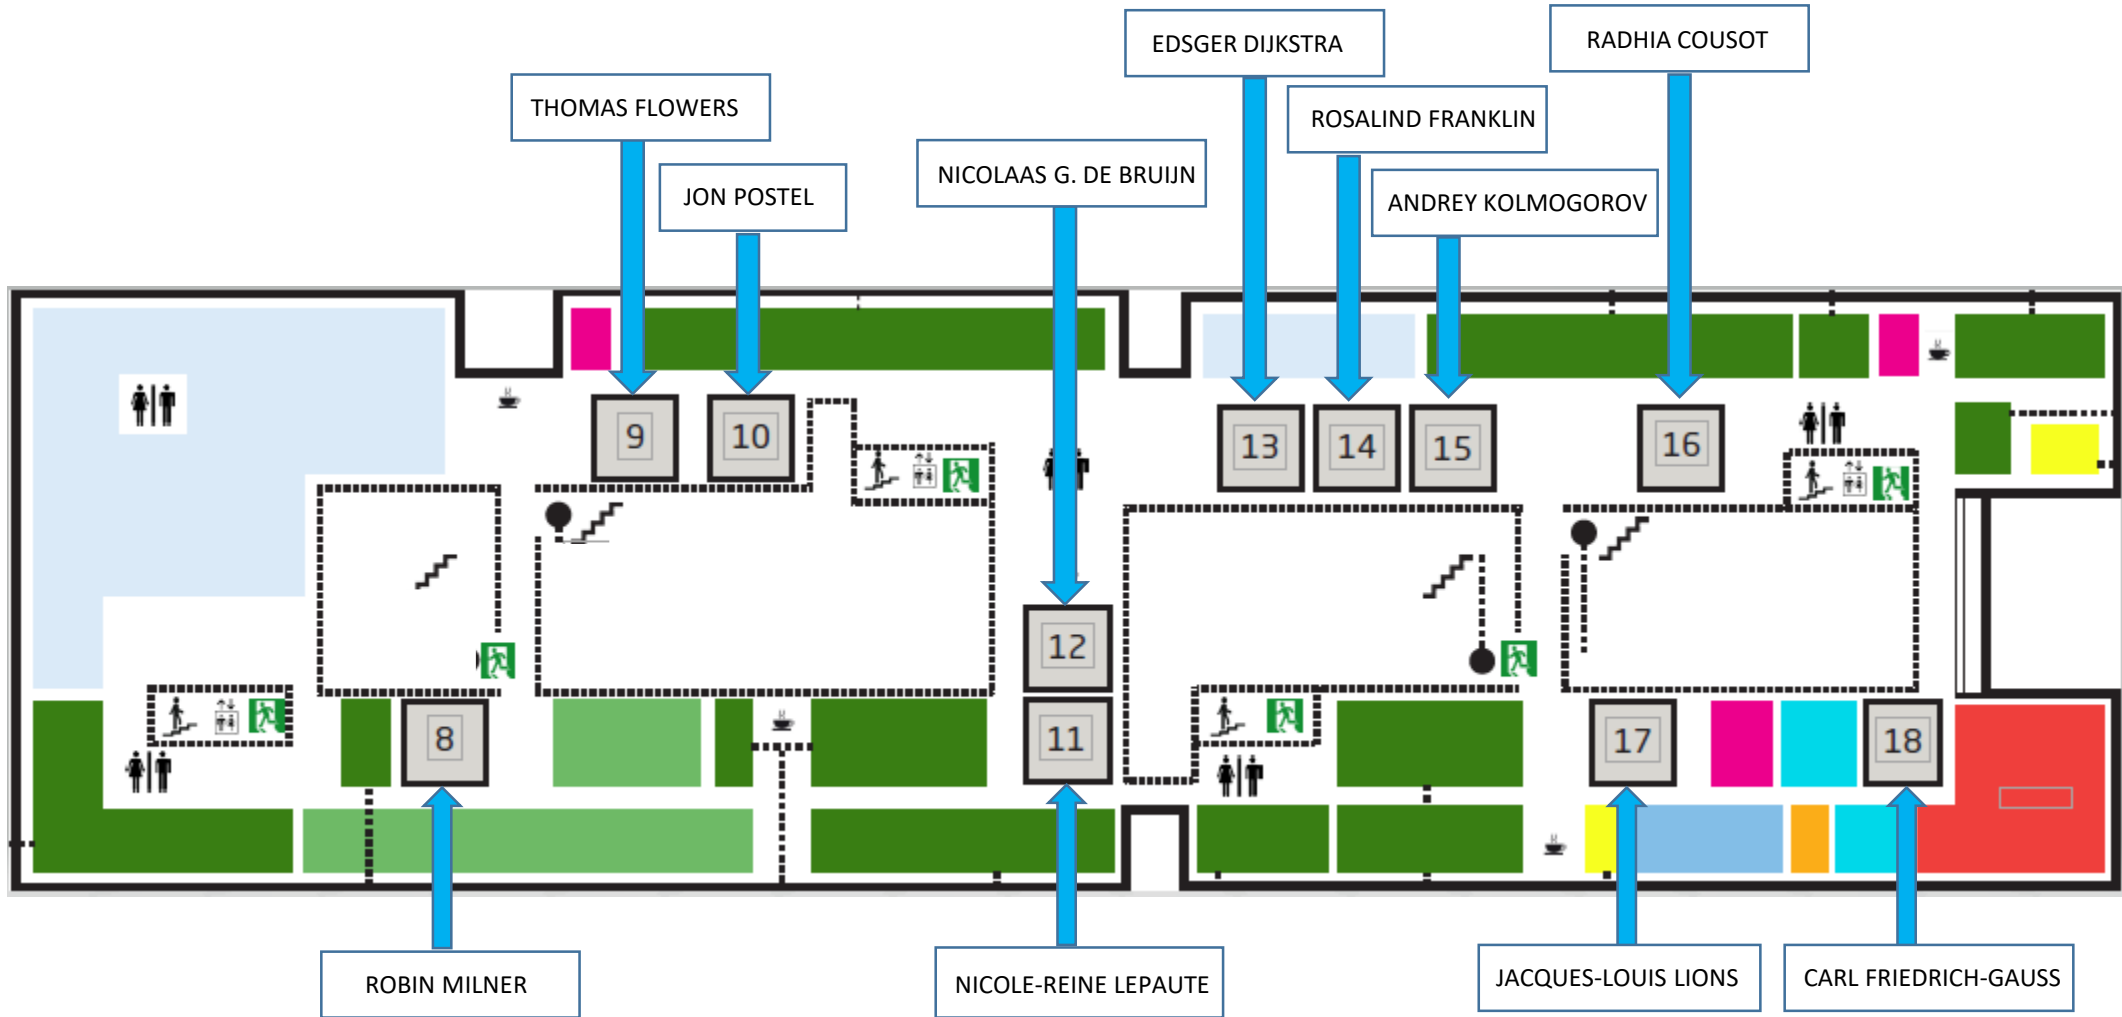 EDSGER DIJKSTRA
RADHIA COUSOT
THOMAS FLOWERS
ROSALIND FRANKLIN
NICOLAAS G. DE BRUIJN
JON POSTEL
ANDREY KOLMOGOROV
9
10
13
14
15
16
12
8
11
17
18
ROBIN MILNER
NICOLE-REINE LEPAUTE
JACQUES-LOUIS LIONS
CARL FRIEDRICH-GAUSS